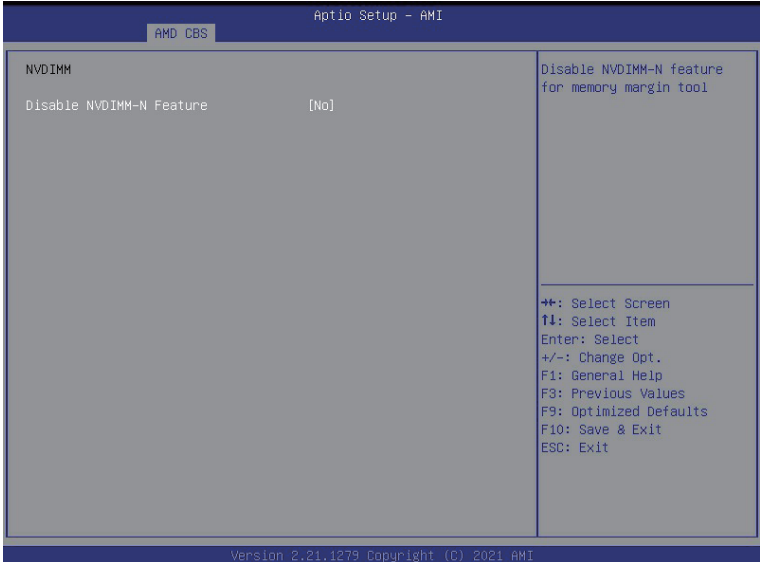 Aptio Setup – AMI
AMD CBS
NVDIMM
Disable NVDIMM-N Feature [No]
Disable NVDIMM-N feature
for memory margin tool
→←: Select Screen
↑↓: Select Item
Enter: Select
+/-: Change Opt.
F1: General Help
F3: Previous Values
F9: Optimized Defaults
F10: Save & Exit
ESC: Exit
Version 2.21.1279 Copyright (C) 2021 AMI